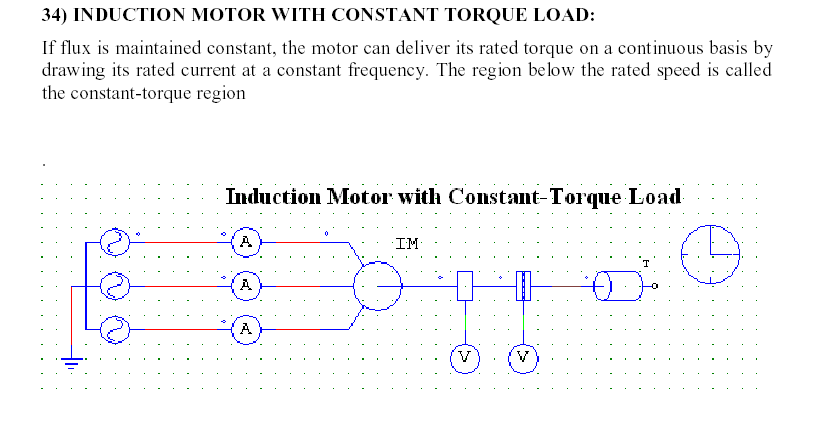 34) INDUCTION MOTOR WITH CONSTANT TORQUE LOAD:
If flux is maintained constant, the motor can deliver its rated torque on a continuous basis by
drawing its rated current at a constant frequency. The region below the rated speed is called
the constant-torque region
.
Induction Motor with Constant-Torque Load
A
IM
T
A
A
V
V